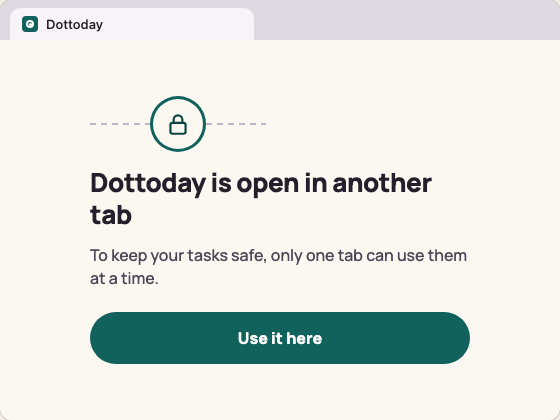 Dottoday
Dottoday is open in another
tab
To keep your tasks safe, only one tab can use them
at a time.
Use it here